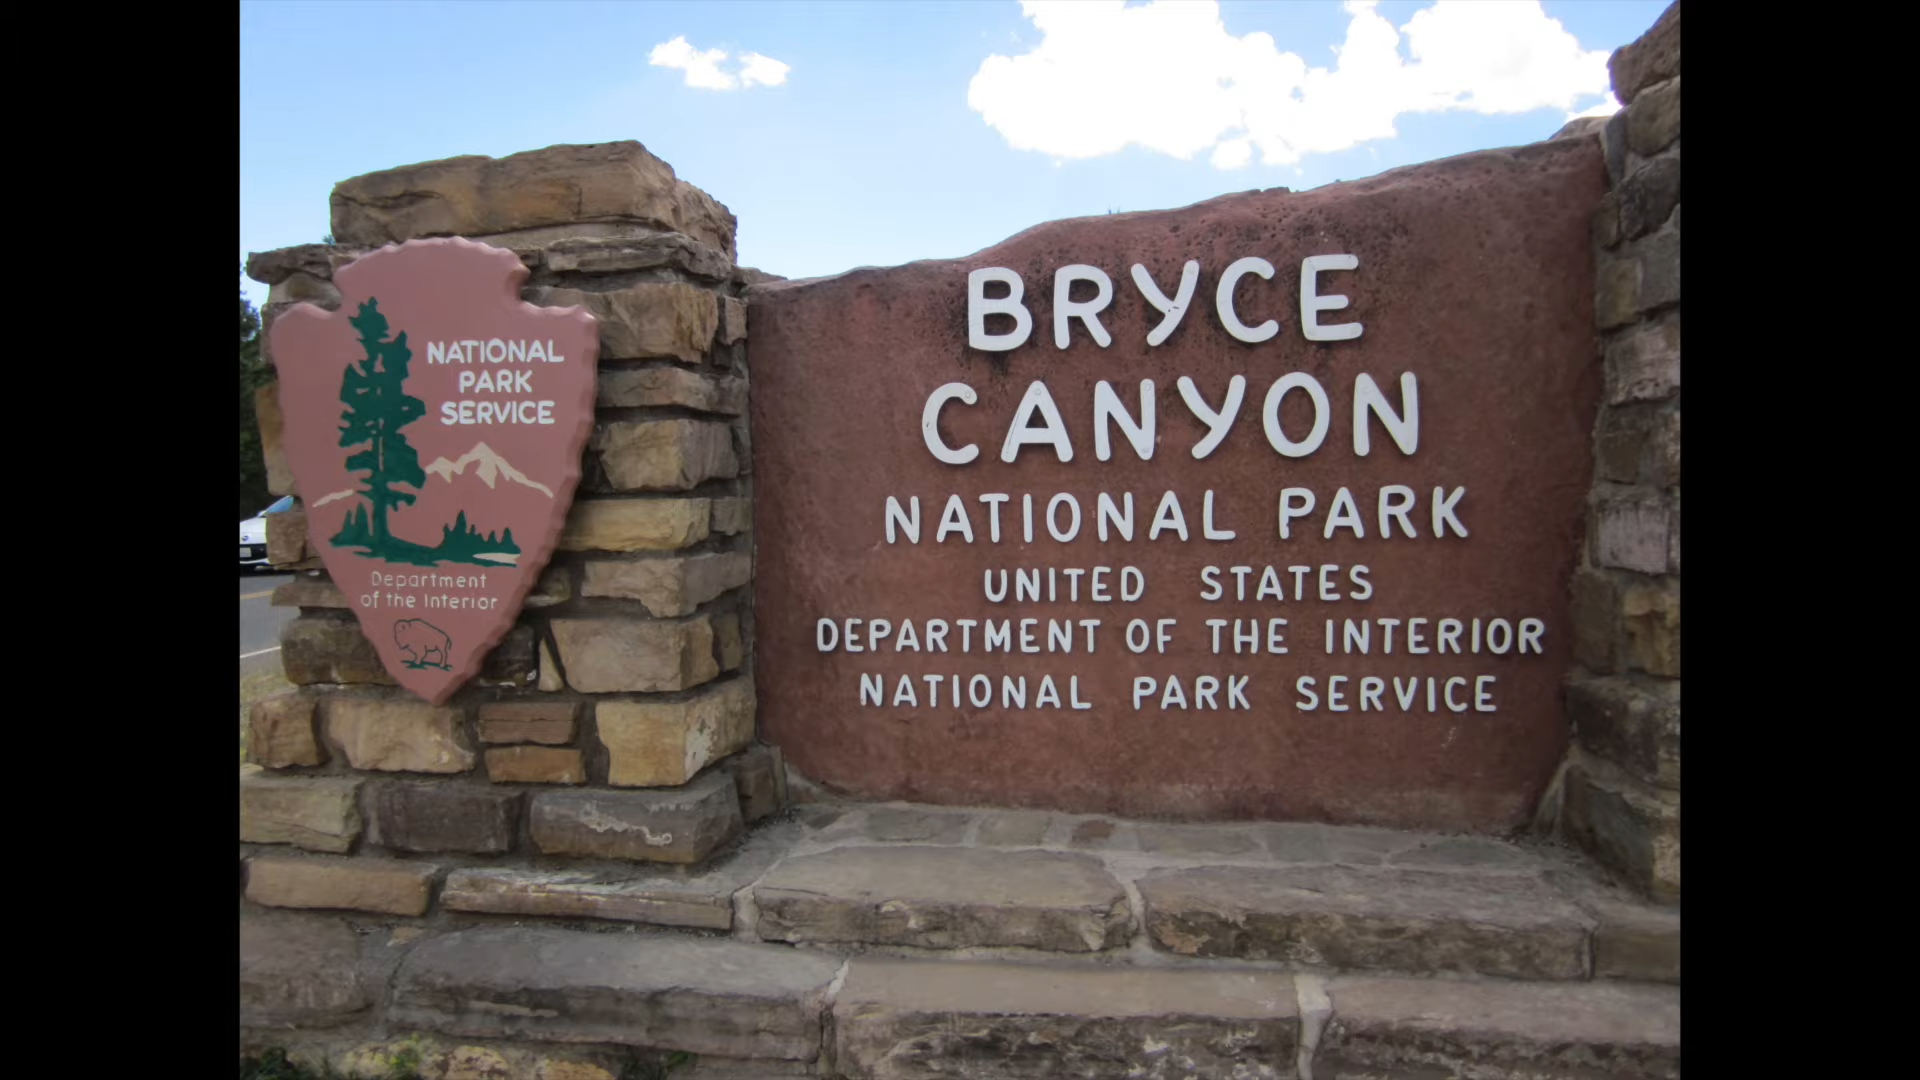 NATIONAL
PARK
SERVICE
Department
of the Interior
BRYCE
CANYON
NATIONAL PARK
UNITED STATES
DEPARTMENT OF THE INTERIOR
NATIONAL PARK SERVICE